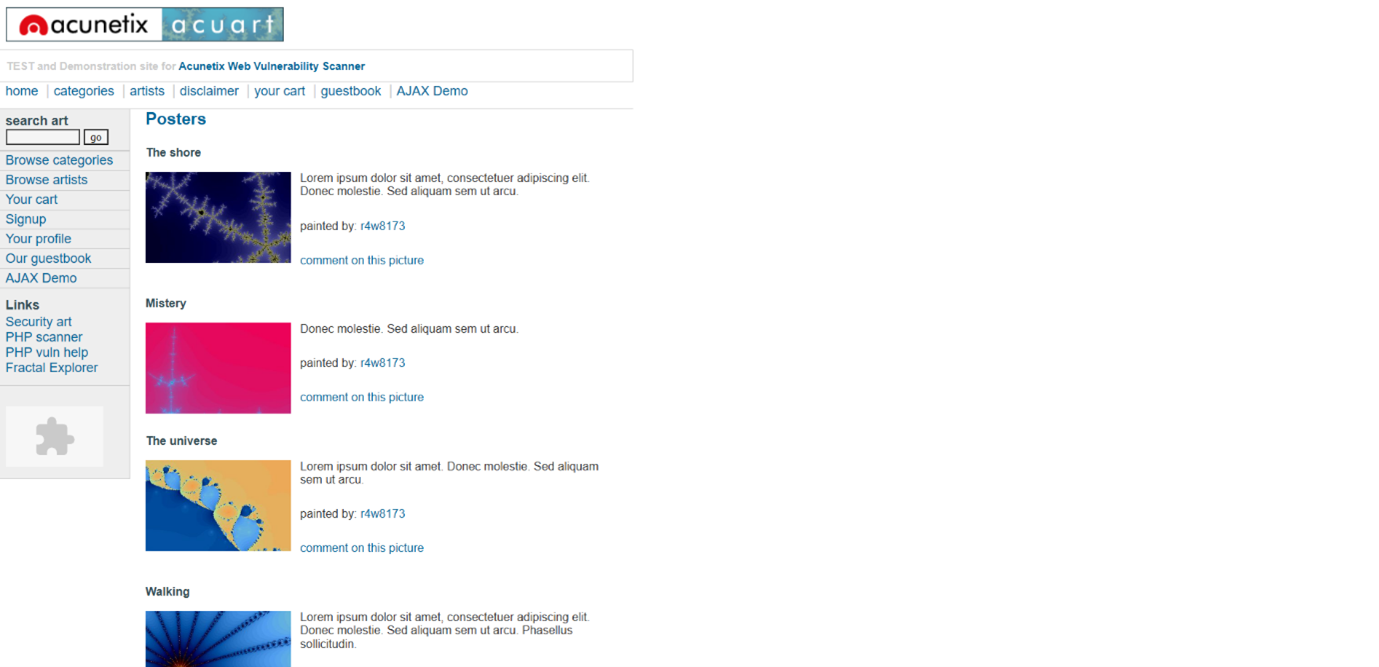 acunetix acuart
TEST and Demonstration site for Acunetix Web Vulnerability Scanner
home | categories | artists | disclaimer | your cart | guestbook | AJAX Demo
search art
go
Browse categories
Browse artists
Your cart
Signup
Your profile
Our guestbook
AJAX Demo
Links
Security art
PHP scanner
PHP vuln help
Fractal Explorer
Posters
The shore
Lorem ipsum dolor sit amet, consectetuer adipiscing elit.
Donec molestie. Sed aliquam sem ut arcu.
painted by: r4w8173
comment on this picture
Mistery
Donec molestie. Sed aliquam sem ut arcu.
painted by: r4w8173
comment on this picture
The universe
Lorem ipsum dolor sit amet. Donec molestie. Sed aliquam
sem ut arcu.
painted by: r4w8173
comment on this picture
Walking
Lorem ipsum dolor sit amet, consectetuer adipiscing elit.
Donec molestie. Sed aliquam sem ut arcu. Phasellus
sollicitudin.